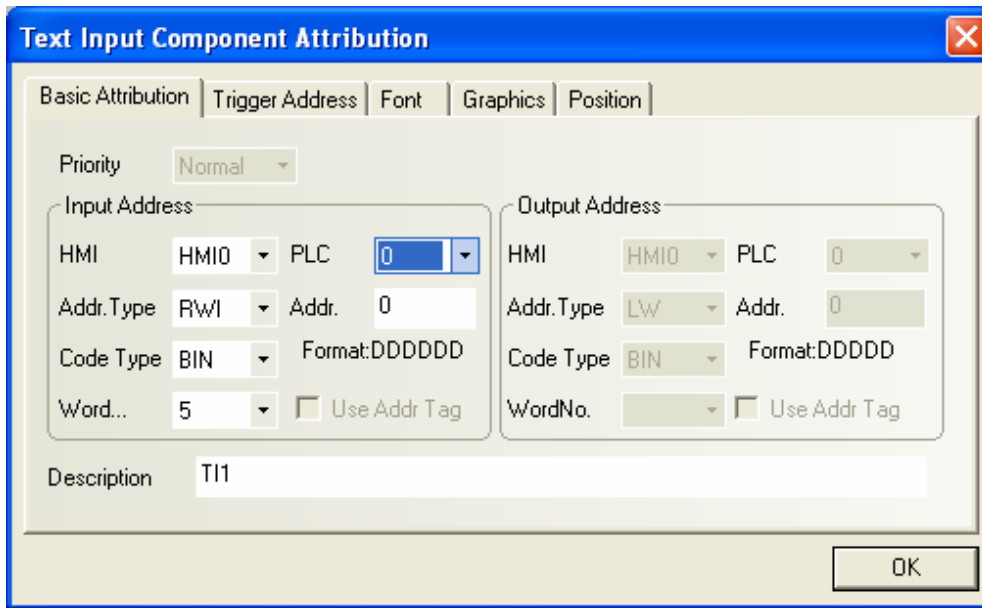 Text Input Component Attribution
Basic Attribution Trigger Address Font Graphics Position
Priority Normal
Input Address
HMI HMI0 PLC 0
Addr.Type RWI Addr. 0
Code Type BIN Format:DDDDDD
Word... 5 Use Addr Tag
Output Address
HMI HMI0 PLC 0
Addr.Type LW Addr. 0
Code Type BIN Format:DDDDD
WordNo. Use Addr Tag
Description TI1
OK